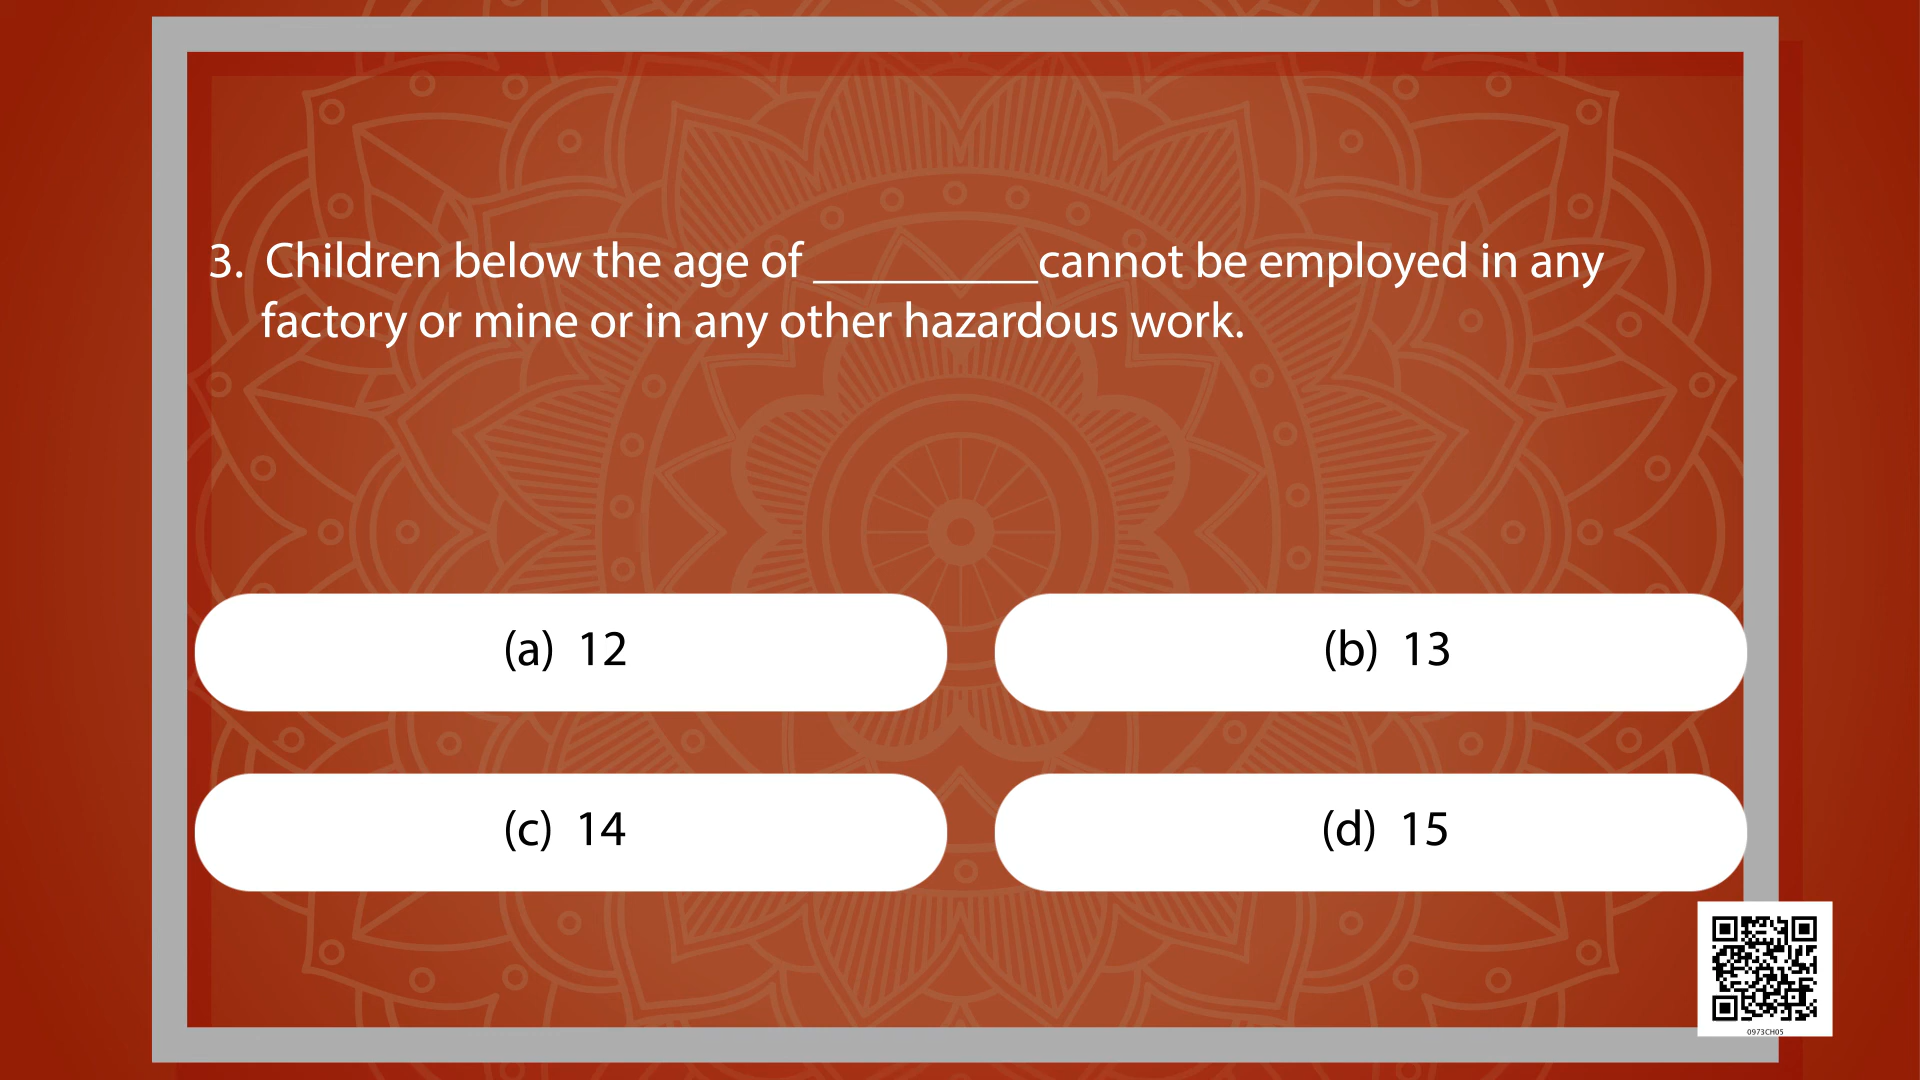 3. Children below the age of __________cannot be employed in any
factory or mine or in any other hazardous work.
(a) 12
(b) 13
(c) 14
(d) 15
0973CH05